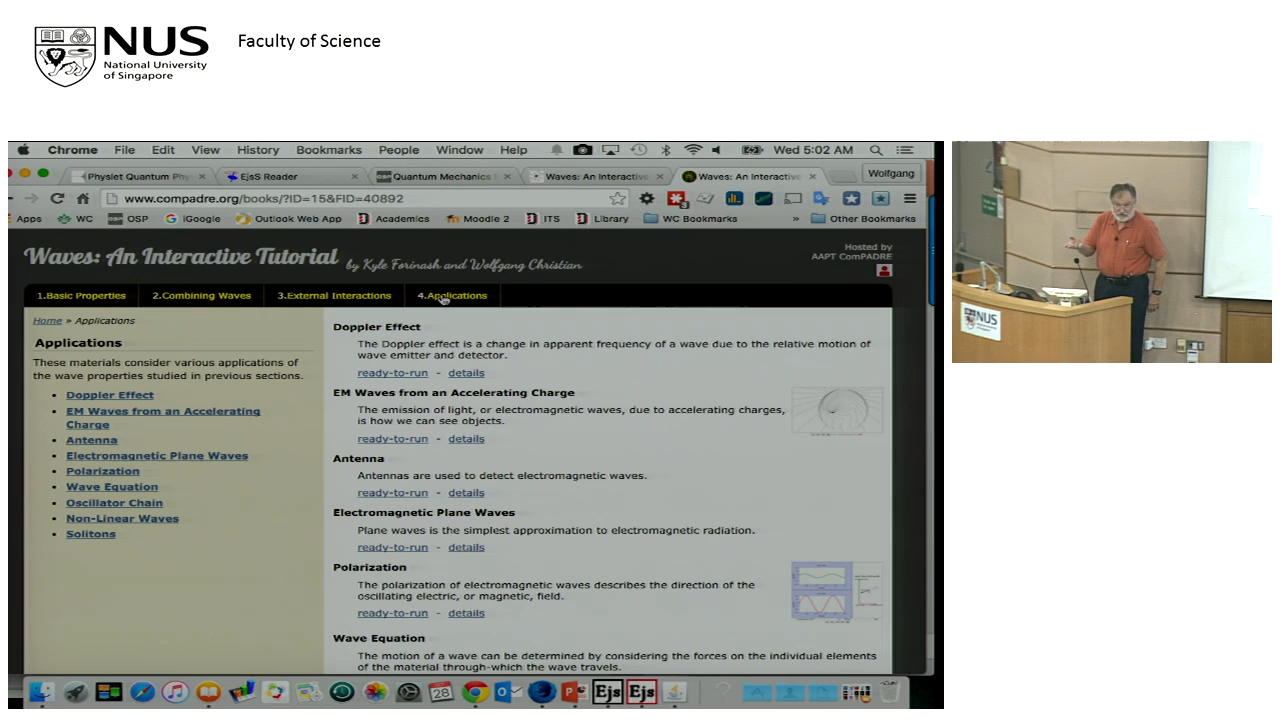 NUS
National University
of Singapore
Faculty of Science
Chrome File Edit View History Bookmarks People Window Help Wed 5:02 AM
Physlet Quantum Phy EjsS Reader Quantum Mechanics Waves: An Interactive Waves: An Interactive Wolfgang
www.compadre.org/books/?ID=15&FID=40892
Apps WC OSP iGoogle Outlook Web App Academics Moodle 2 ITS Library WC Bookmarks » Other Bookmarks
Waves: An Interactive Tutorial by Kyle Forinash and Wolfgang Christian
Hosted by
AAPT ComPADRE
1.Basic Properties 2.Combining Waves 3.External Interactions 4.Applications
Home » Applications
Applications
These materials consider various applications of
the wave properties studied in previous sections.
• Doppler Effect
• EM Waves from an Accelerating
Charge
• Antenna
• Electromagnetic Plane Waves
• Polarization
• Wave Equation
• Oscillator Chain
• Non-Linear Waves
• Solitons
Doppler Effect
The Doppler effect is a change in apparent frequency of a wave due to the relative motion of
wave emitter and detector.
ready-to-run - details
EM Waves from an Accelerating Charge
The emission of light, or electromagnetic waves, due to accelerating charges,
is how we can see objects.
ready-to-run - details
Antenna
Antennas are used to detect electromagnetic waves.
ready-to-run - details
Electromagnetic Plane Waves
Plane waves is the simplest approximation to electromagnetic radiation.
ready-to-run - details
Polarization
The polarization of electromagnetic waves describes the direction of the
oscillating electric, or magnetic, field.
ready-to-run - details
Wave Equation
The motion of a wave can be determined by considering the forces on the individual elements
of the material through-which the wave travels.
28 Ejs Ejs
NUS